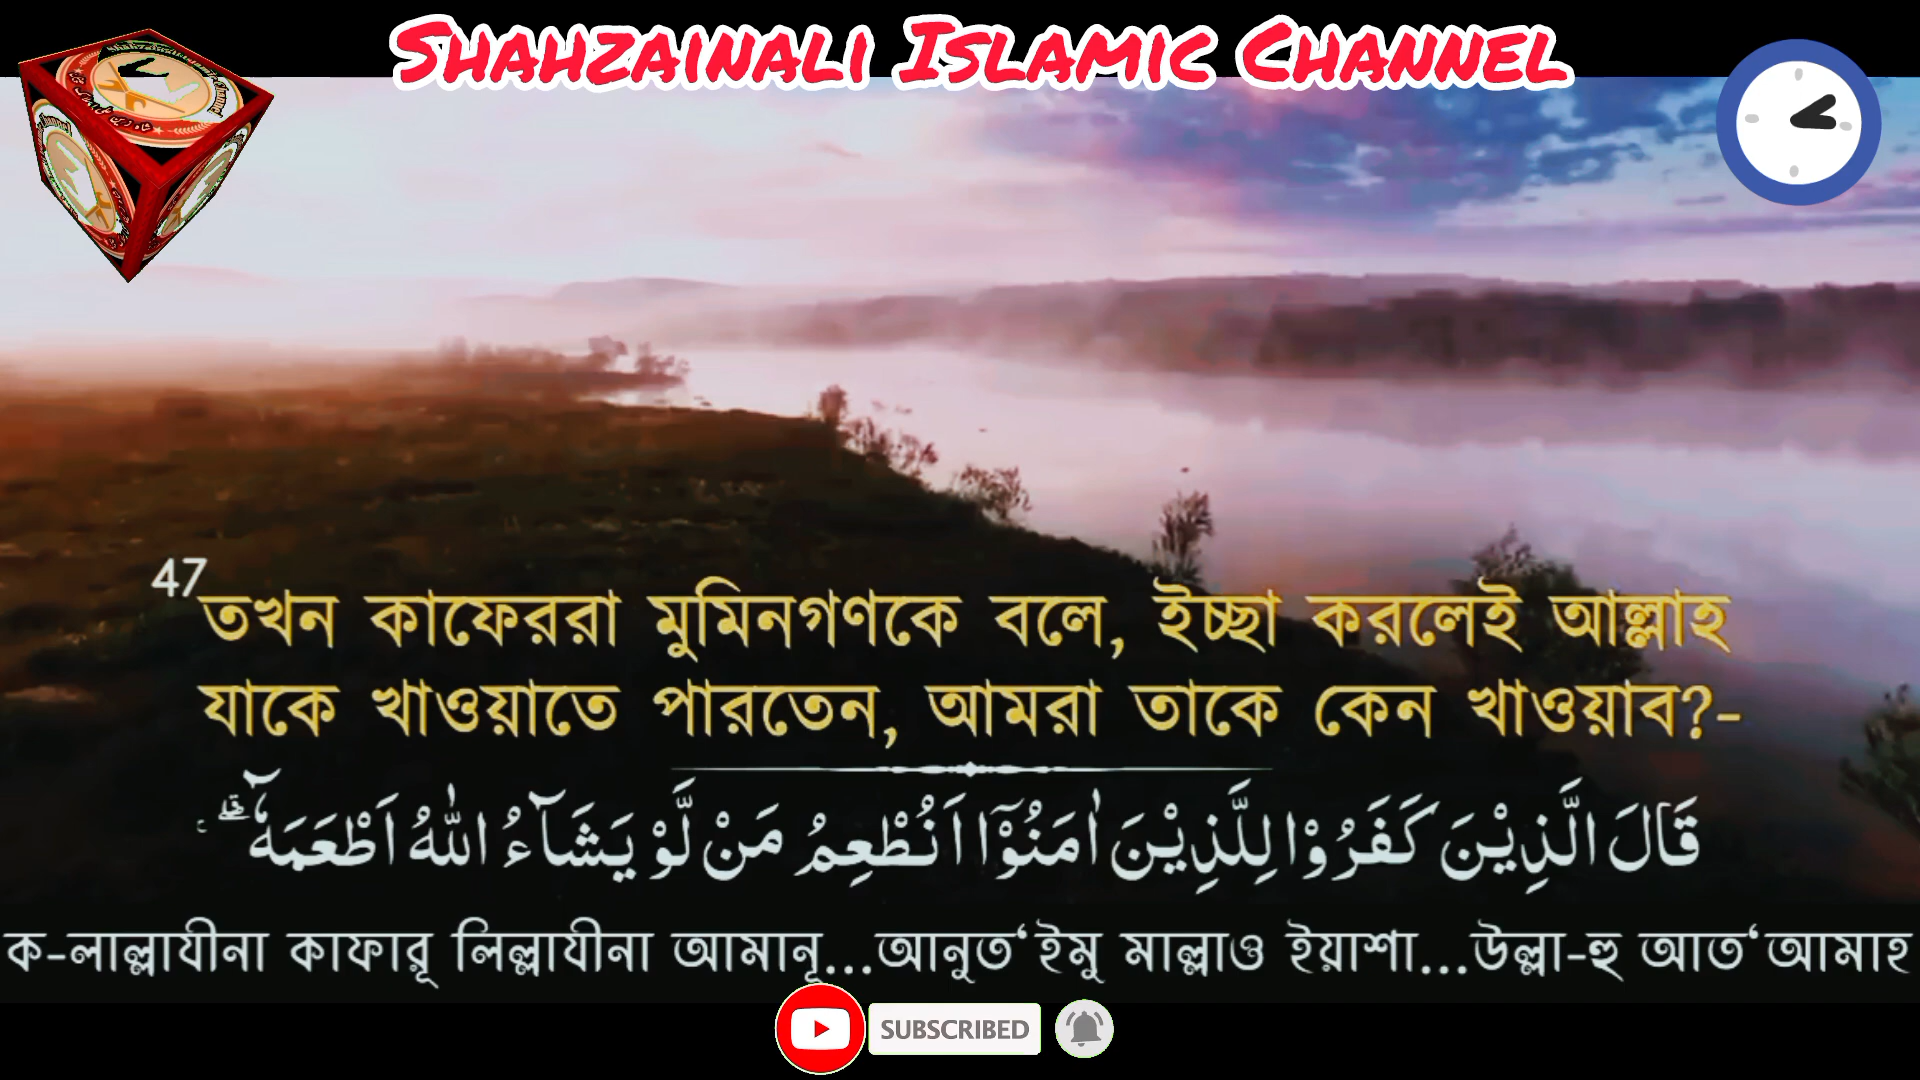 Shahzainali Islamic Channel
47
তখন কাফেররা মুমিনগণকে বলে, ইচ্ছা করলেই আল্লাহ
যাকে খাওয়াতে পারতেন, আমরা তাকে কেন খাওয়াব?-
قَالَ الَّذِيْنَ كَفَرُوْا لِلَّذِيْنَ اٰمَنُوْۤا اَنُطْعِمُ مَنْ لَّوْ يَشَآءُ اللّٰهُ اَطْعَمَهٗۤ ۖۗ
ক-লাল্লাযীনা কাফারূ লিল্লাযীনা আমানূ...আনুত‘ইমু মাল্লাও ইয়াশা...উল্লা-হু আত‘আমাহ
SUBSCRIBED